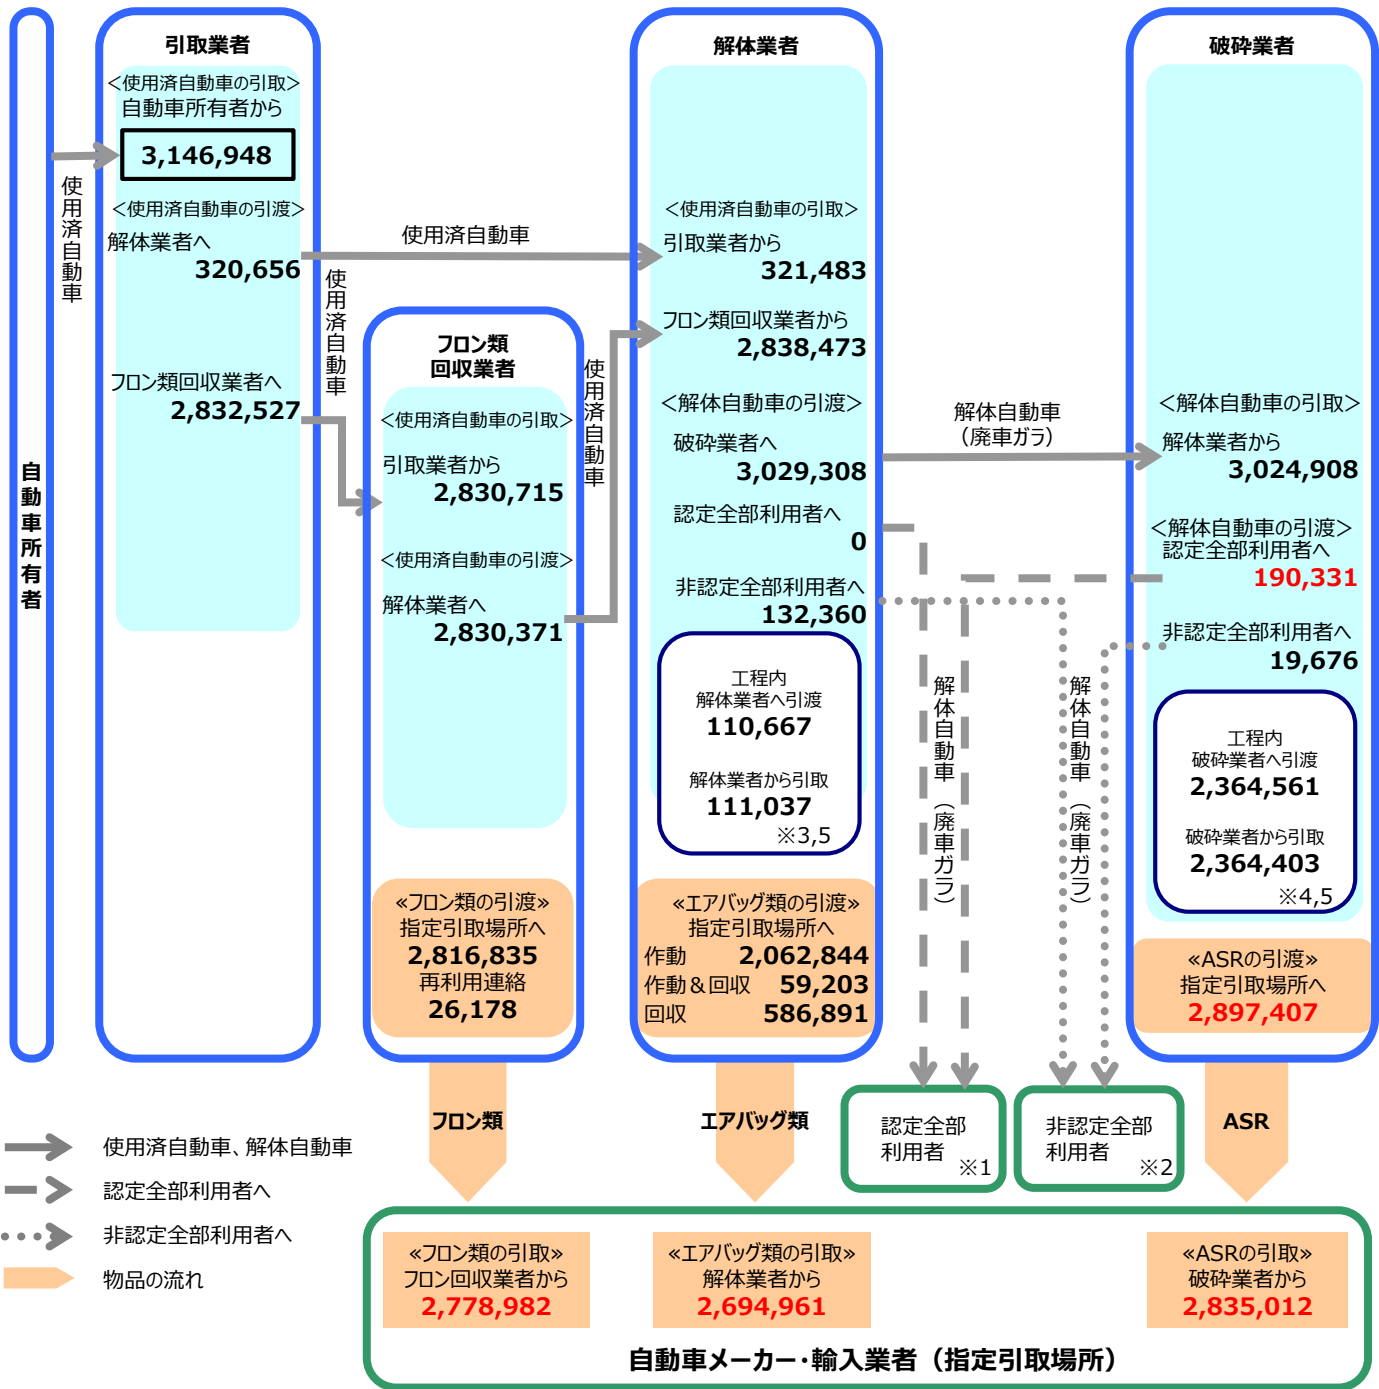 自動車所有者
使用済自動車
引取業者
<使用済自動車の引取>
自動車所有者から
3,146,948
<使用済自動車の引渡>
解体業者へ
320,656
フロン類回収業者へ
2,832,527
使用済自動車
使用済自動車
フロン類
回収業者
<使用済自動車の引取>
引取業者から
2,830,715
<使用済自動車の引渡>
解体業者へ
2,830,371
«フロン類の引渡»
指定引取場所へ
2,816,835
再利用連絡
26,178
使用済自動車
解体業者
<使用済自動車の引取>
引取業者から
321,483
フロン類回収業者から
2,838,473
<解体自動車の引渡>
破砕業者へ
3,029,308
認定全部利用者へ
0
非認定全部利用者へ
132,360
工程内
解体業者へ引渡
110,667
解体業者から引取
111,037
※3,5
«エアバッグ類の引渡»
指定引取場所へ
作動 2,062,844
作動&回収 59,203
回収 586,891
解体自動車
(廃車ガラ)
解体自動車(廃車ガラ)
解体自動車(廃車ガラ)
破砕業者
<解体自動車の引取>
解体業者から
3,024,908
<解体自動車の引渡>
認定全部利用者へ
190,331
非認定全部利用者へ
19,676
工程内
破砕業者へ引渡
2,364,561
破砕業者から引取
2,364,403
※4,5
«ASRの引渡»
指定引取場所へ
2,897,407
フロン類
エアバッグ類
認定全部
利用者 ※1
非認定全部
利用者 ※2
ASR
使用済自動車、解体自動車
認定全部利用者へ
非認定全部利用者へ
物品の流れ
«フロン類の引取»
フロン回収業者から
2,778,982
«エアバッグ類の引取»
解体業者から
2,694,961
«ASRの引取»
破砕業者から
2,835,012
自動車メーカー・輸入業者(指定引取場所)